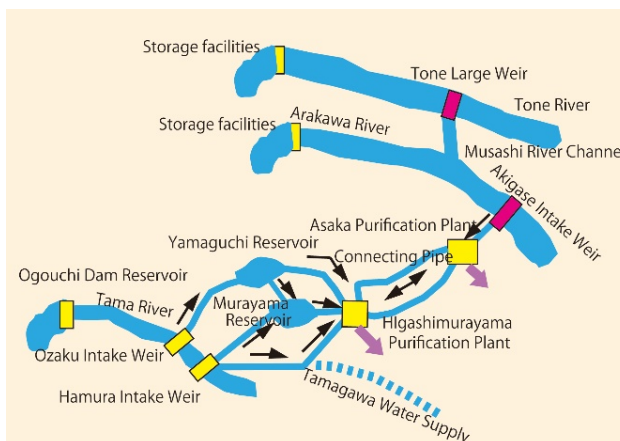 Storage facilities
Tone Large Weir
Tone River
Storage facilities
Arakawa River
Musashi River Channe
Akigase Intake Weir
Asaka Purification Plant
Yamaguchi Reservoir
Connecting Pipe
Ogouchi Dam Reservoir
Tama River
Murayama
Reservoir
HIgashimurayama
Purification Plant
Ozaku Intake Weir
Hamura Intake Weir
Tamagawa Water Supply